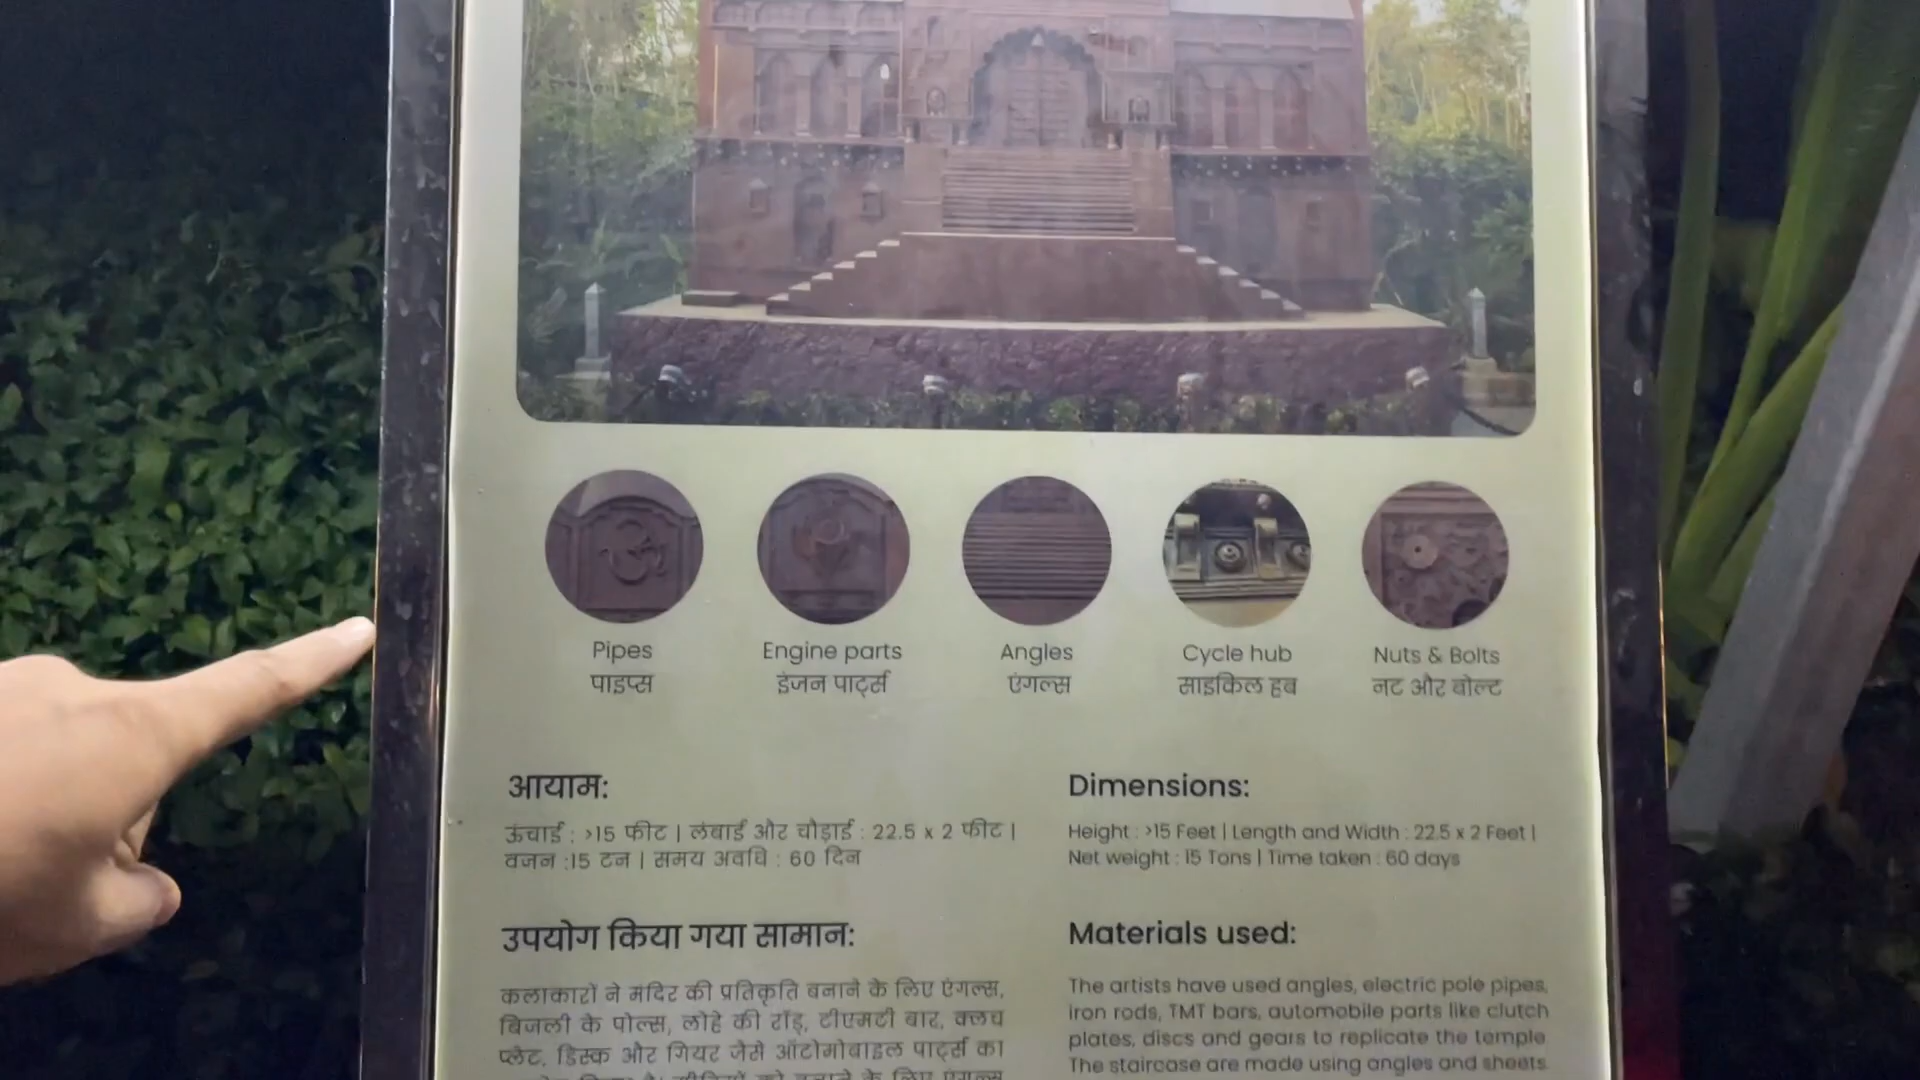 Pipes
पाइप्स
Engine parts
इंजन पार्ट्स
Angles
एंगल्स
Cycle hub
साइकिल हब
Nuts & Bolts
नट और बोल्ट
आयाम:
ऊंचाई : >15 फीट | लंबाई और चौड़ाई : 22.5 x 2 फीट |
वजन :15 टन | समय अवधि : 60 दिन
उपयोग किया गया सामान:
कलाकारों ने मंदिर की प्रतिकृति बनाने के लिए एंगल्स,
बिजली के पोल्स, लोहे की रॉड, टीएमटी बार, क्लच
प्लेट, डिस्क और गियर जैसे ऑटोमोबाइल पार्ट्स का
को बनाने के लिए एंगल्स
Dimensions:
Height : >15 Feet | Length and Width : 22.5 x 2 Feet |
Net weight : 15 Tons | Time taken : 60 days
Materials used:
The artists have used angles, electric pole pipes,
iron rods, TMT bars, automobile parts like clutch
plates, discs and gears to replicate the temple
The staircase are made using angles and sheets